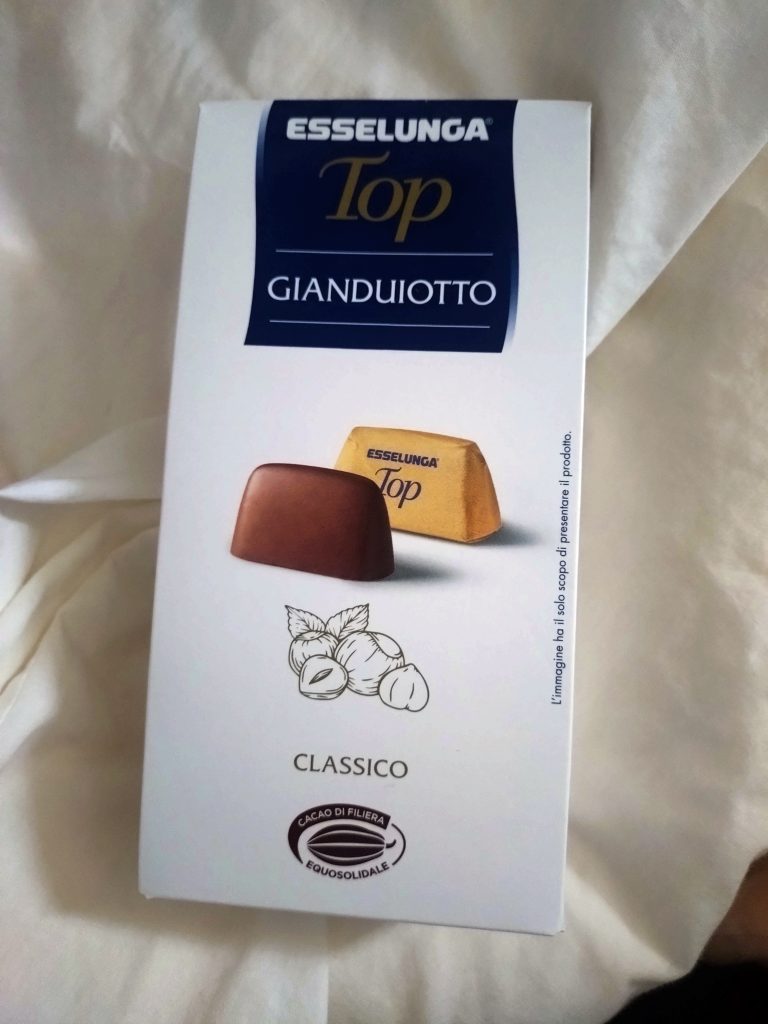 ESSELUNGA®
Top
GIANDUIOTTO
ESSELUNGA®
Top
L'immagine ha il solo scopo di presentare il prodotto.
CLASSICO
CACAO DI FILIERA
EQUOSOLIDALE